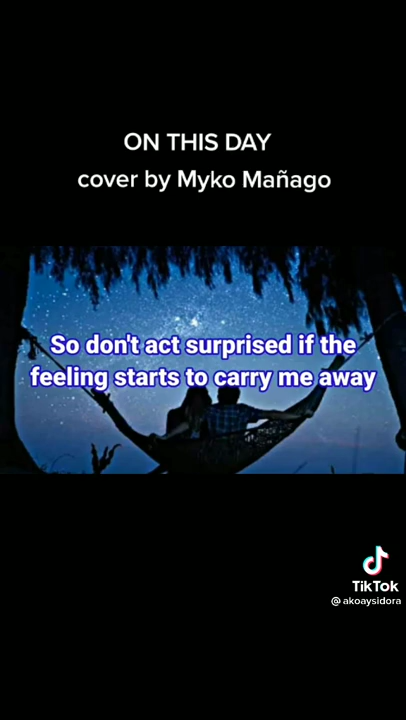 ON THIS DAY
cover by Myko Mañago
So don't act surprised if the
feeling starts to carry me away
TikTok
@akoaysidora